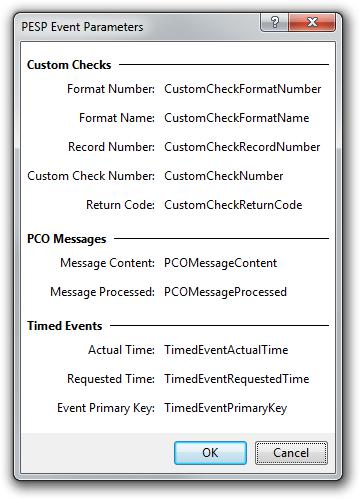 PESP Event Parameters
?
Custom Checks
Format Number: CustomCheckFormatNumber
Format Name: CustomCheckFormatName
Record Number: CustomCheckRecordNumber
Custom Check Number: CustomCheckNumber
Return Code: CustomCheckReturnCode
PCO Messages
Message Content: PCOMessageContent
Message Processed: PCOMessageProcessed
Timed Events
Actual Time: TimedEventActualTime
Requested Time: TimedEventRequestedTime
Event Primary Key: TimedEventPrimaryKey
OK Cancel